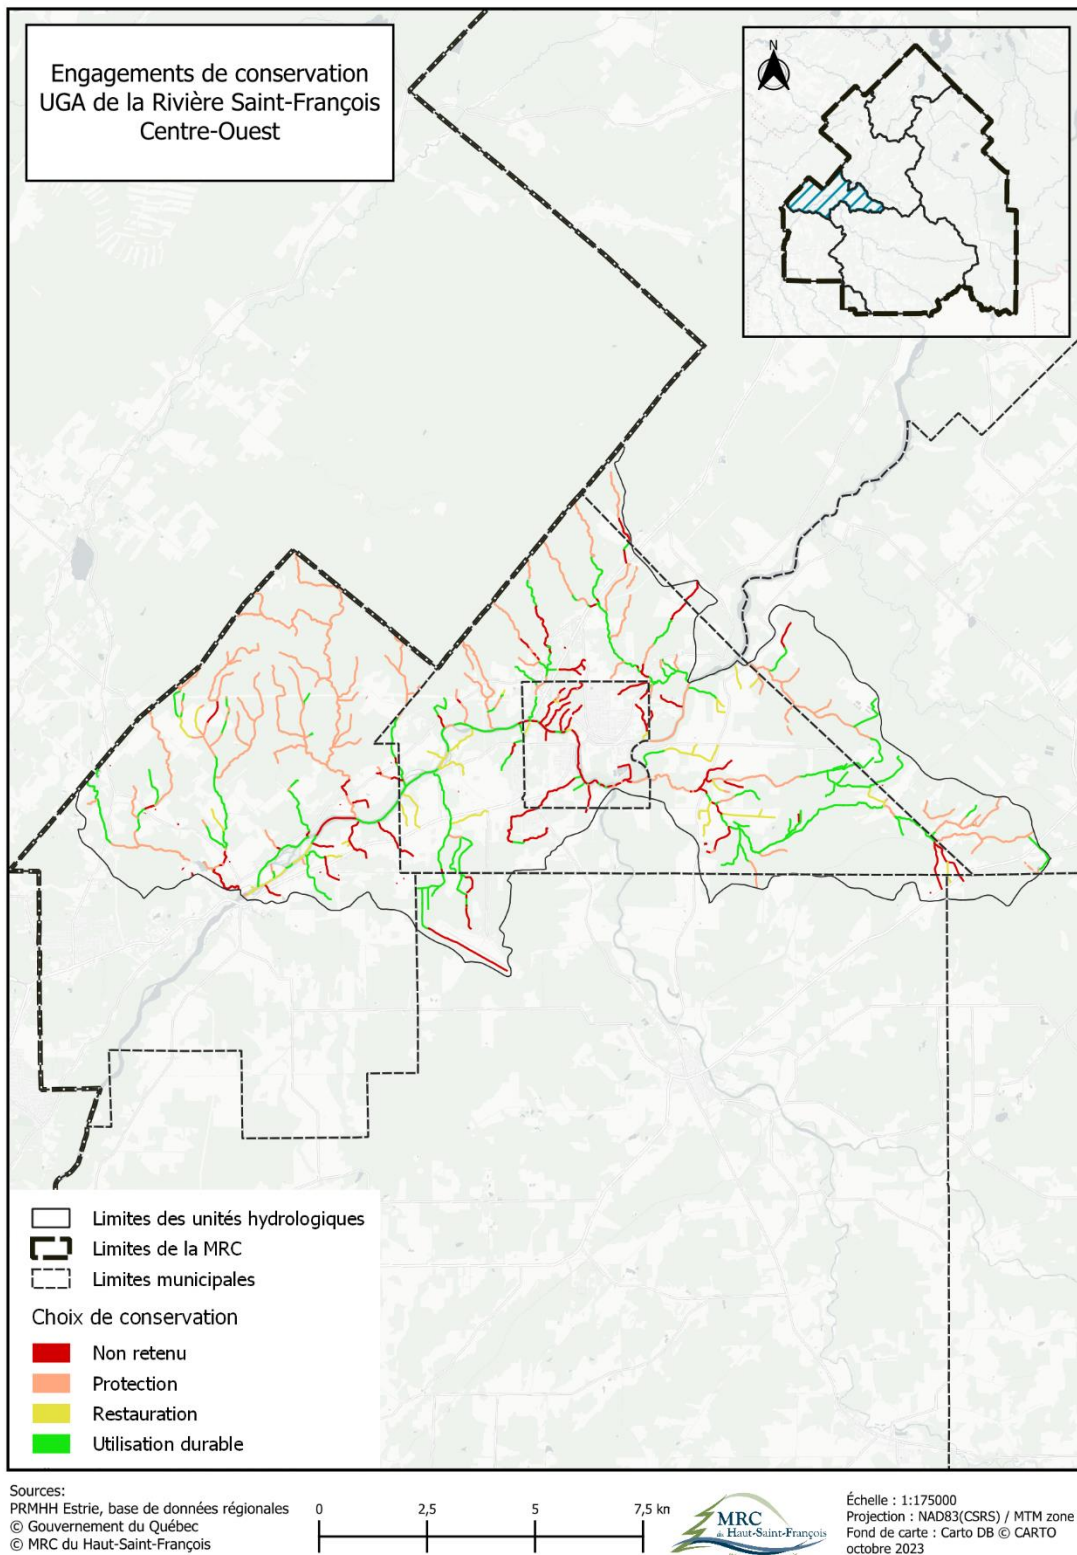 Engagements de conservation
UGA de la Rivière Saint-François
Centre-Ouest
N
Limites des unités hydrologiques
Limites de la MRC
Limites municipales
Choix de conservation
Non retenu
Protection
Restauration
Utilisation durable
Sources:
PRMHH Estrie, base de données régionales
© Gouvernement du Québec
© MRC du Haut-Saint-François
0 2,5 5 7,5 km
MRC
du Haut-Saint-François
Échelle : 1:175000
Projection : NAD83(CSRS) / MTM zone
Fond de carte : Carto DB © CARTO
octobre 2023